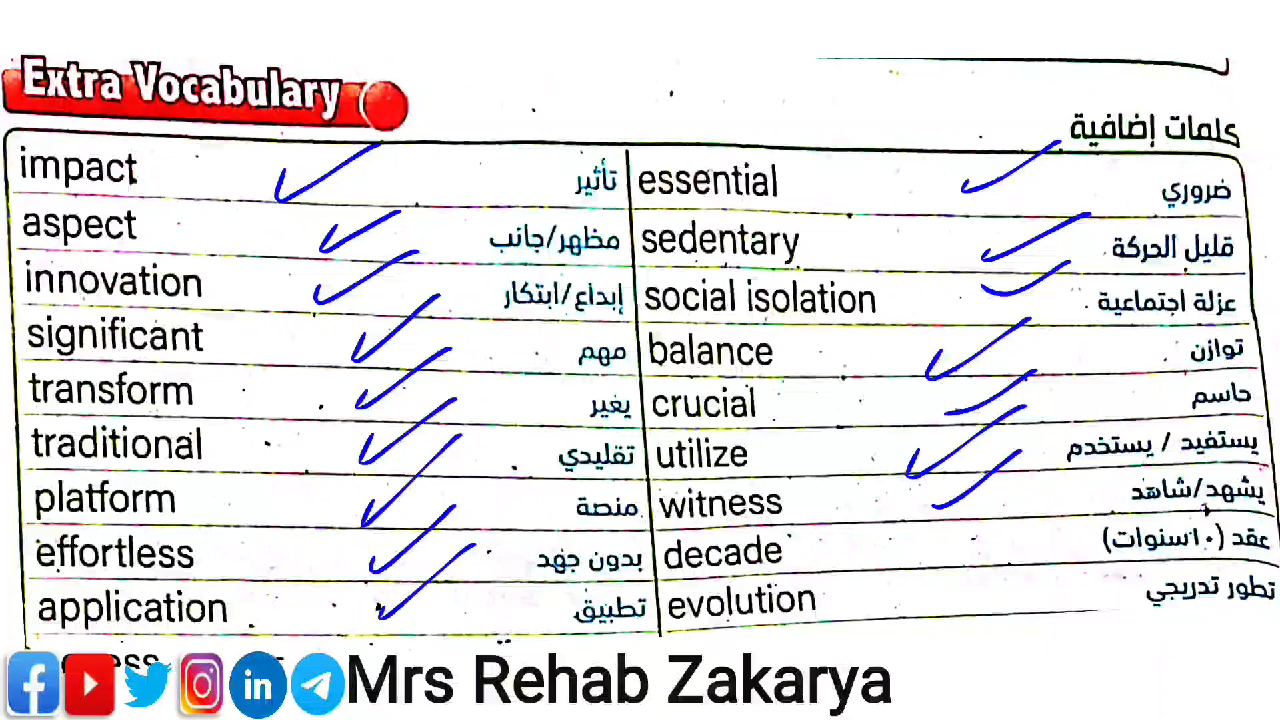 Extra Vocabulary
كلمات إضافية
impact تأثير essential ضروري
aspect مظهر/جانب sedentary قليل الحركة
innovation إبداع/ابتكار social isolation عزلة اجتماعية
significant مهم balance توازن
transform يغير crucial حاسم
traditional تقليدي utilize يستفيد / يستخدم
platform منصة witness يشهد/شاهد
effortless بدون جهد decade عقد (١٠سنوات)
application تطبيق evolution تطور تدريجي
Mrs Rehab Zakarya